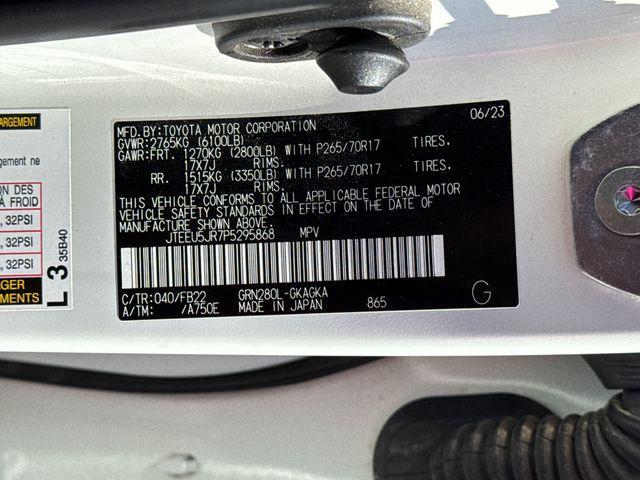 MFD.BY:TOYOTA MOTOR CORPORATION 06/23
GVWR:2765KG (6100LB)
GAWR:FRT. 1270KG (2800LB) WITH P265/70R17 TIRES,
17X7J RIMS.
RR. 1515KG (3350LB) WITH P265/70R17 TIRES,
17X7J RIMS.
THIS VEHICLE CONFORMS TO ALL APPLICABLE FEDERAL MOTOR
VEHICLE SAFETY STANDARDS IN EFFECT ON THE DATE OF
MANUFACTURE SHOWN ABOVE.
JTEEU5JR7P5295868 MPV
C/TR:040/FB22 GRN280L-GKAGKA
A/TM: /A750E MADE IN JAPAN 865 G
ARGEMENT
gement ne
ON DES
À FROID
, 32PSI
, 32PSI
AGER
MENTS
L 3 35B40